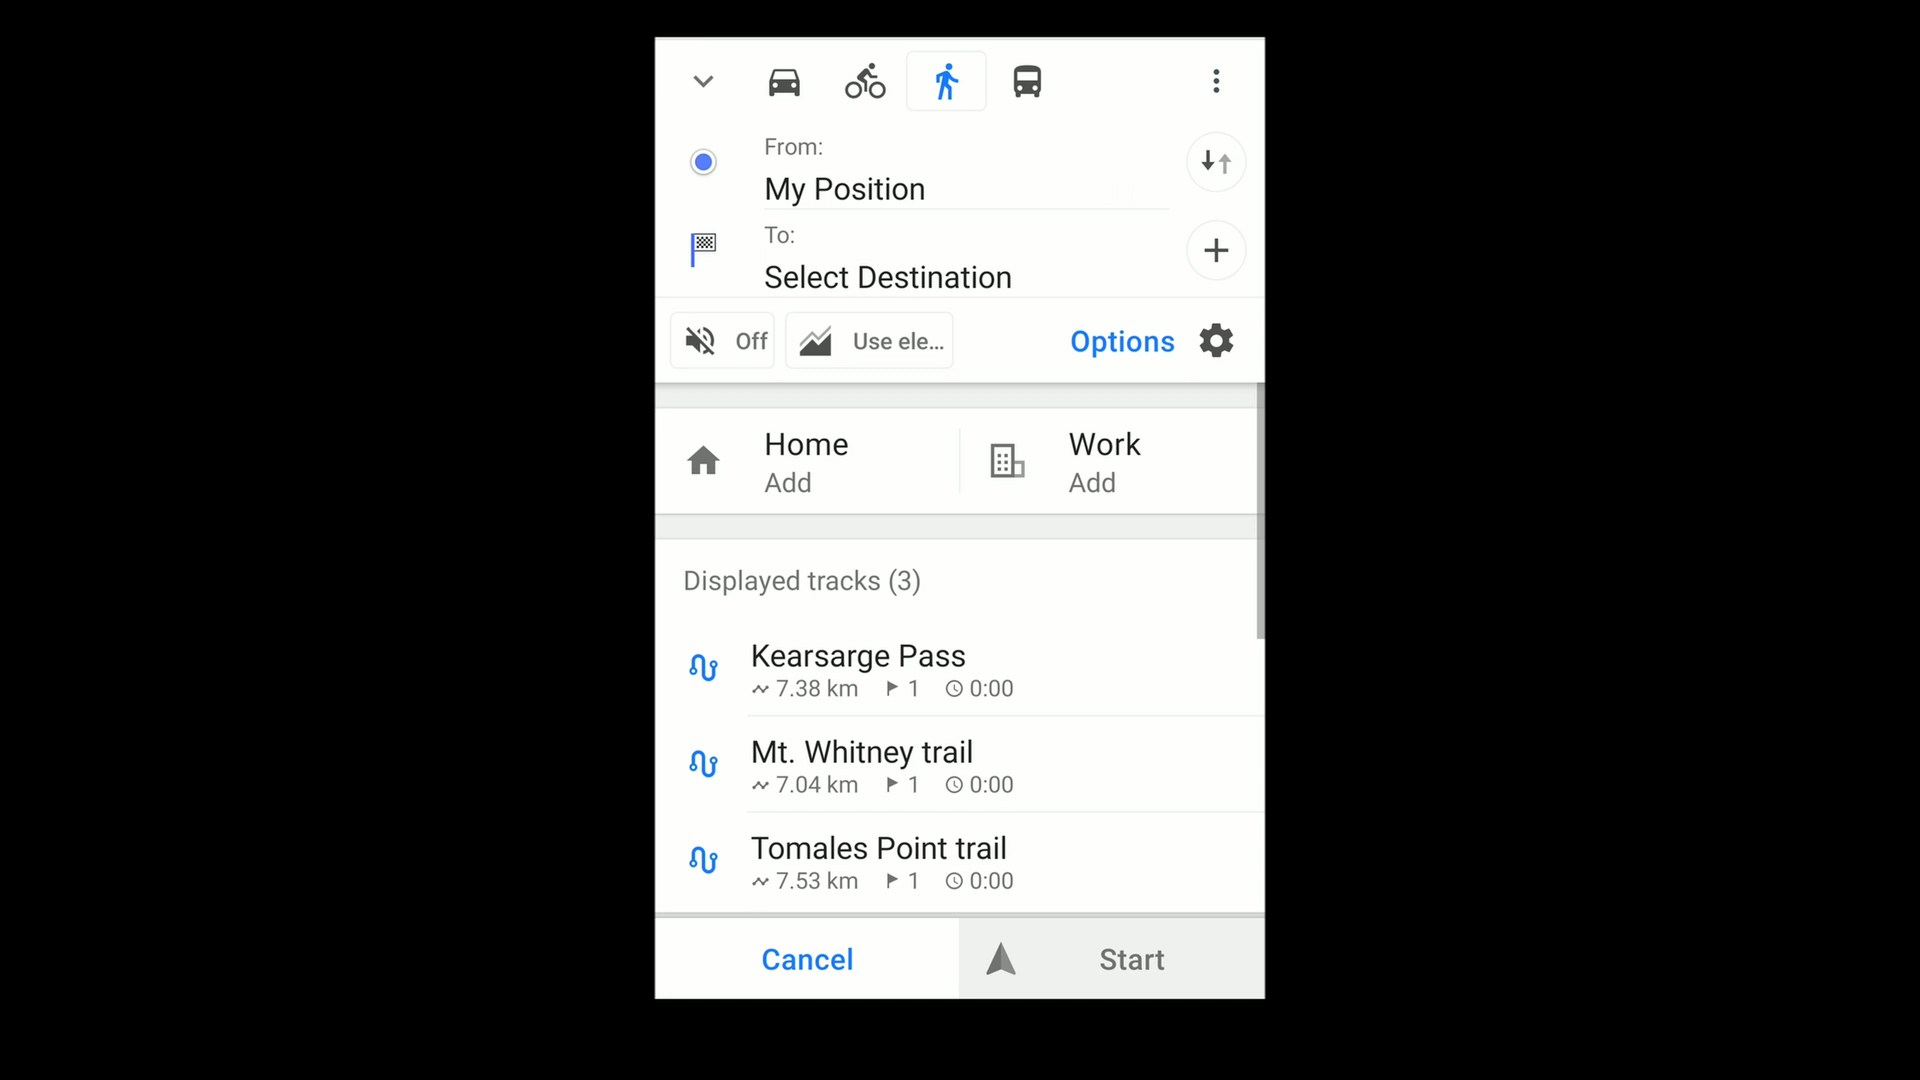 From:
My Position
To:
Select Destination
Off
Use ele...
Options
Home
Add
Work
Add
Displayed tracks (3)
Kearsarge Pass
7.38 km 1 0:00
Mt. Whitney trail
7.04 km 1 0:00
Tomales Point trail
7.53 km 1 0:00
Cancel
Start